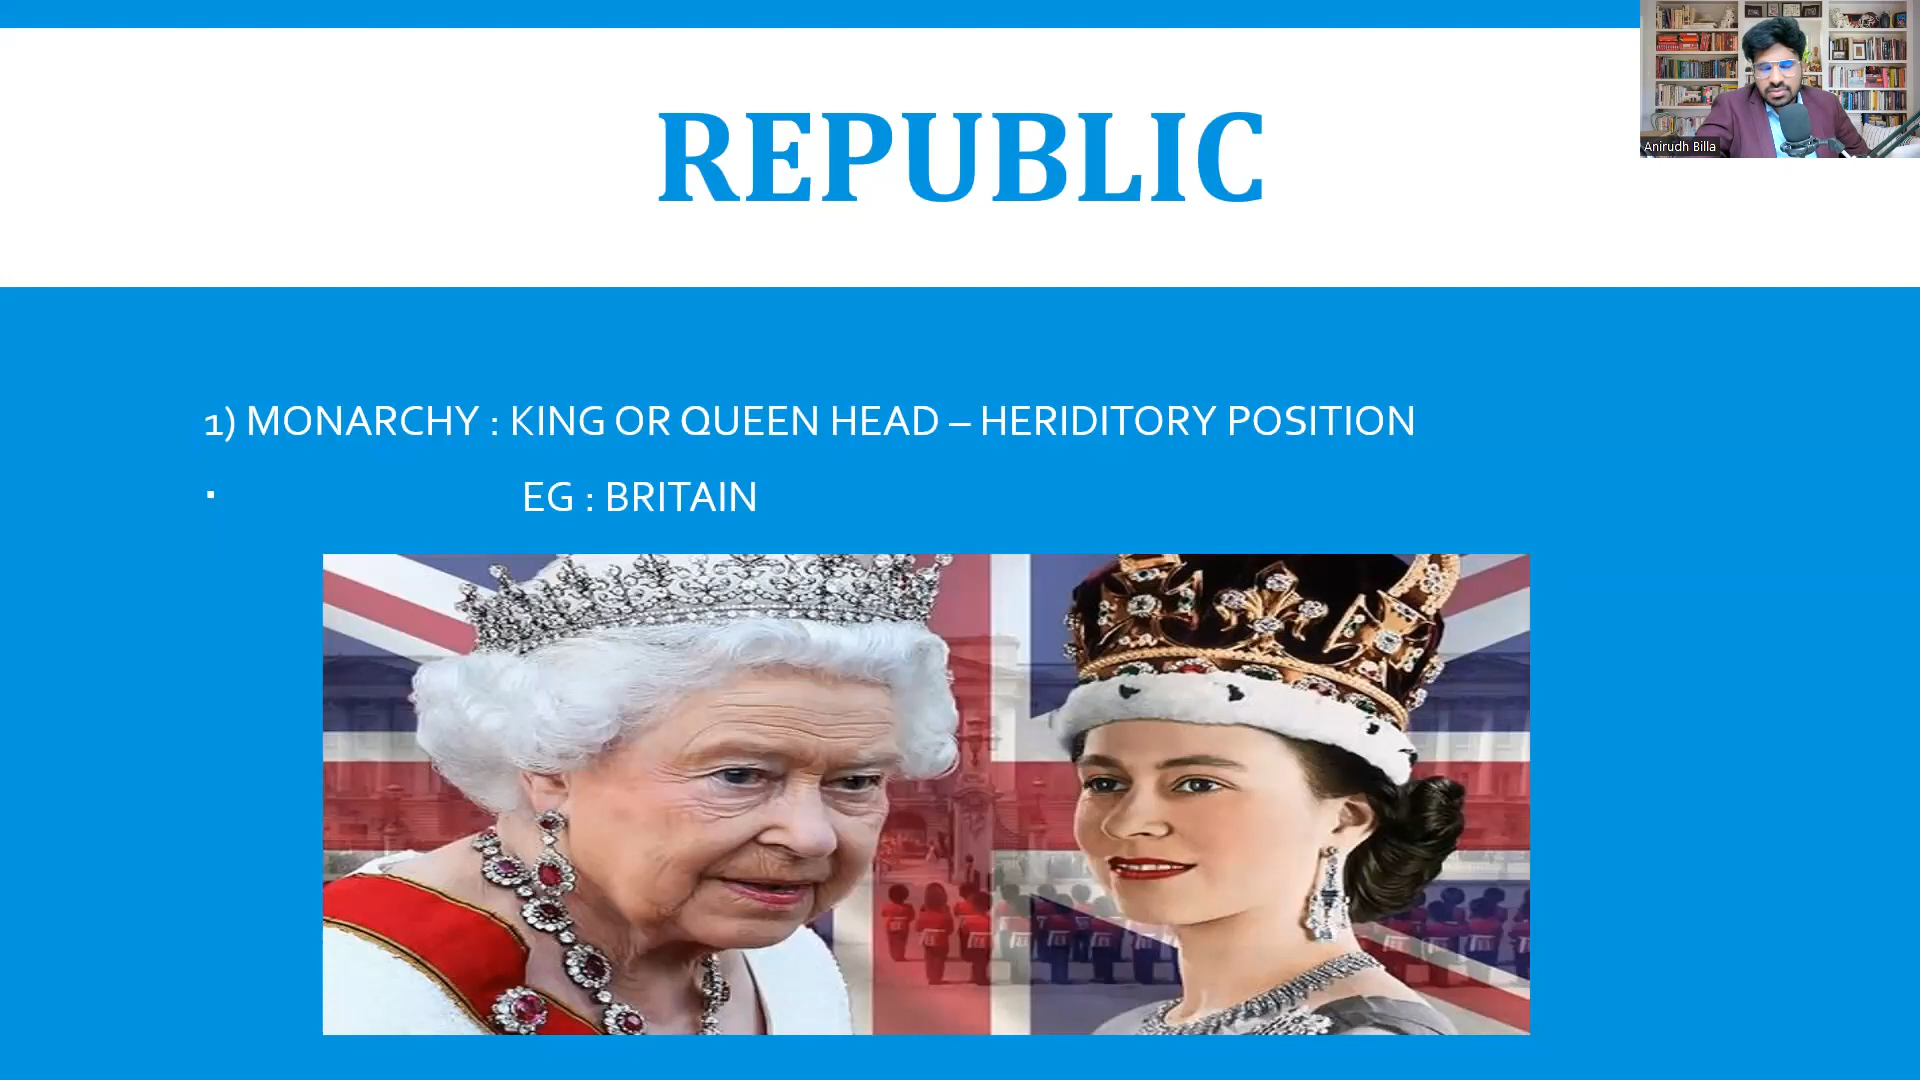 REPUBLIC
Anirudh Billa
1) MONARCHY : KING OR QUEEN HEAD – HERIDITORY POSITION
▪ EG : BRITAIN